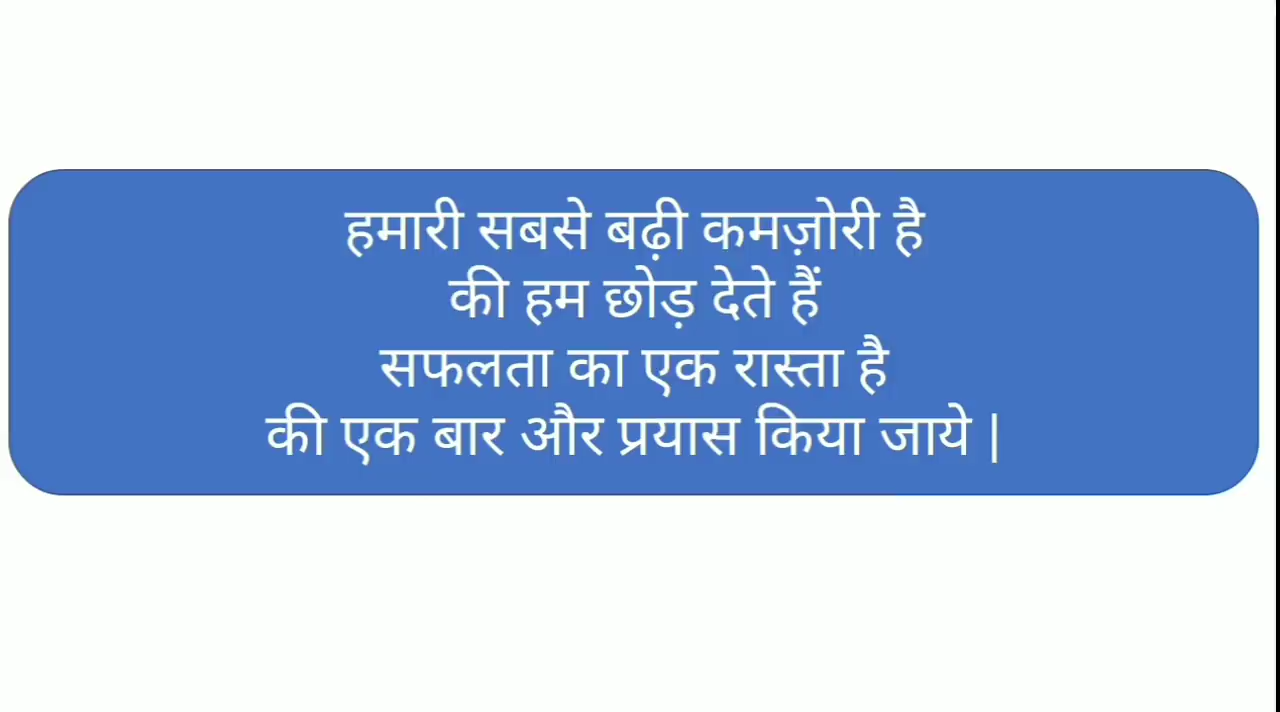 हमारी सबसे बढ़ी कमज़ोरी है
की हम छोड़ देते हैं
सफलता का एक रास्ता है
की एक बार और प्रयास किया जाये |